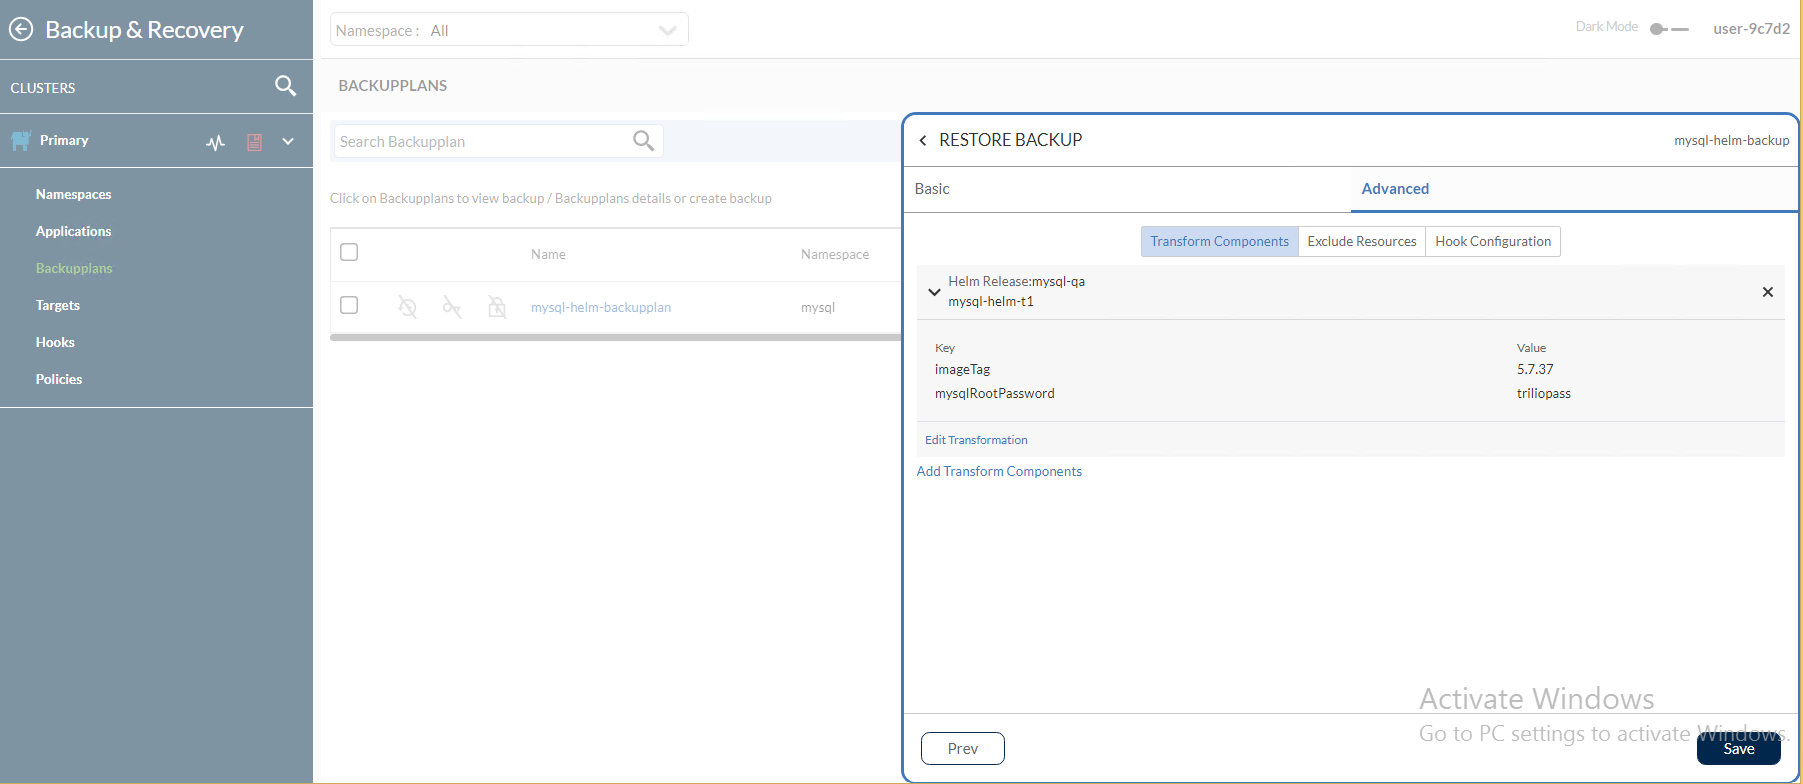 Backup & Recovery
Namespace : All
Dark Mode
user-9c7d2
CLUSTERS
BACKUPPLANS
Primary
Search Backupplan
Namespaces
Applications
Backupplans
Targets
Hooks
Policies
Click on Backupplans to view backup / Backupplans details or create backup
Name Namespace
mysql-helm-backupplan mysql
RESTORE BACKUP
mysql-helm-backup
Basic Advanced
Transform Components Exclude Resources Hook Configuration
Helm Release:mysql-qa
mysql-helm-t1
Key Value
imageTag 5.7.37
mysqlRootPassword triliopass
Edit Transformation
Add Transform Components
Activate Windows
Go to PC settings to activate Windows.
Prev Save